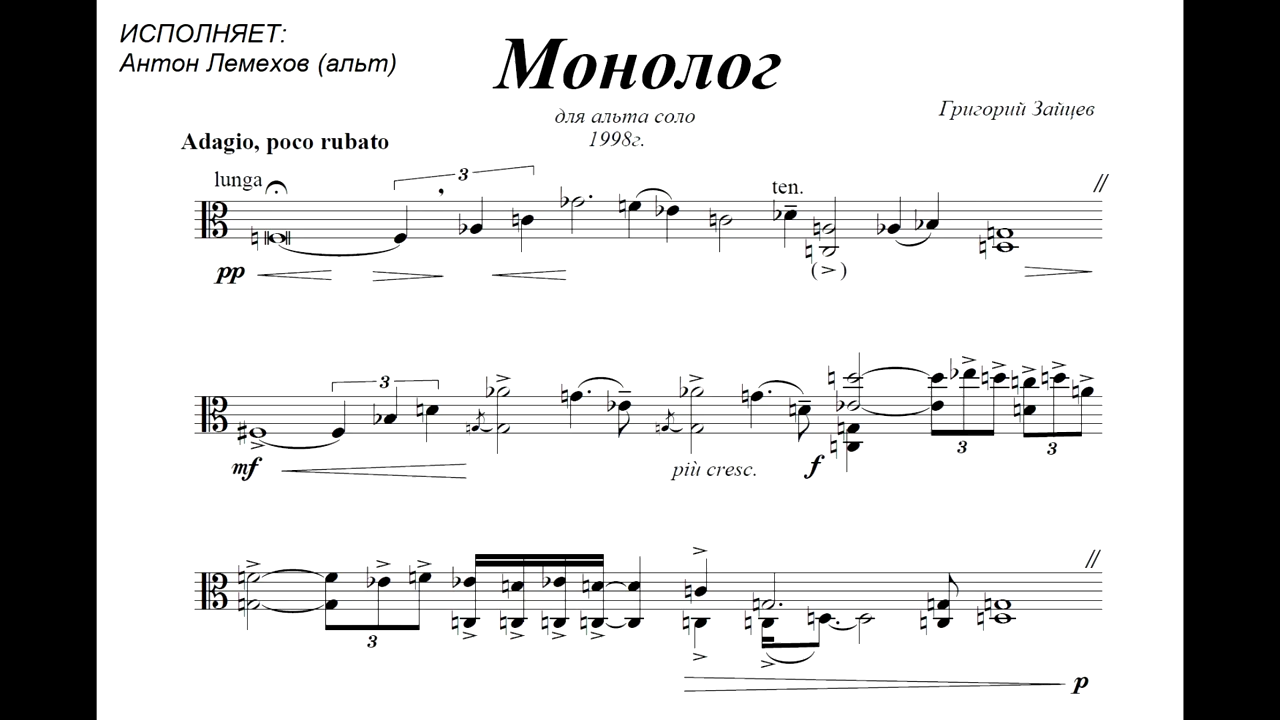 ИСПОЛНЯЕТ:
Антон Лемехов (альт)
Монолог
для альта соло
Григорий Зайцев
1998г.
Adagio, poco rubato
lunga
3
ten.
pp
3
mf
più cresc.
f
3
3
3
p